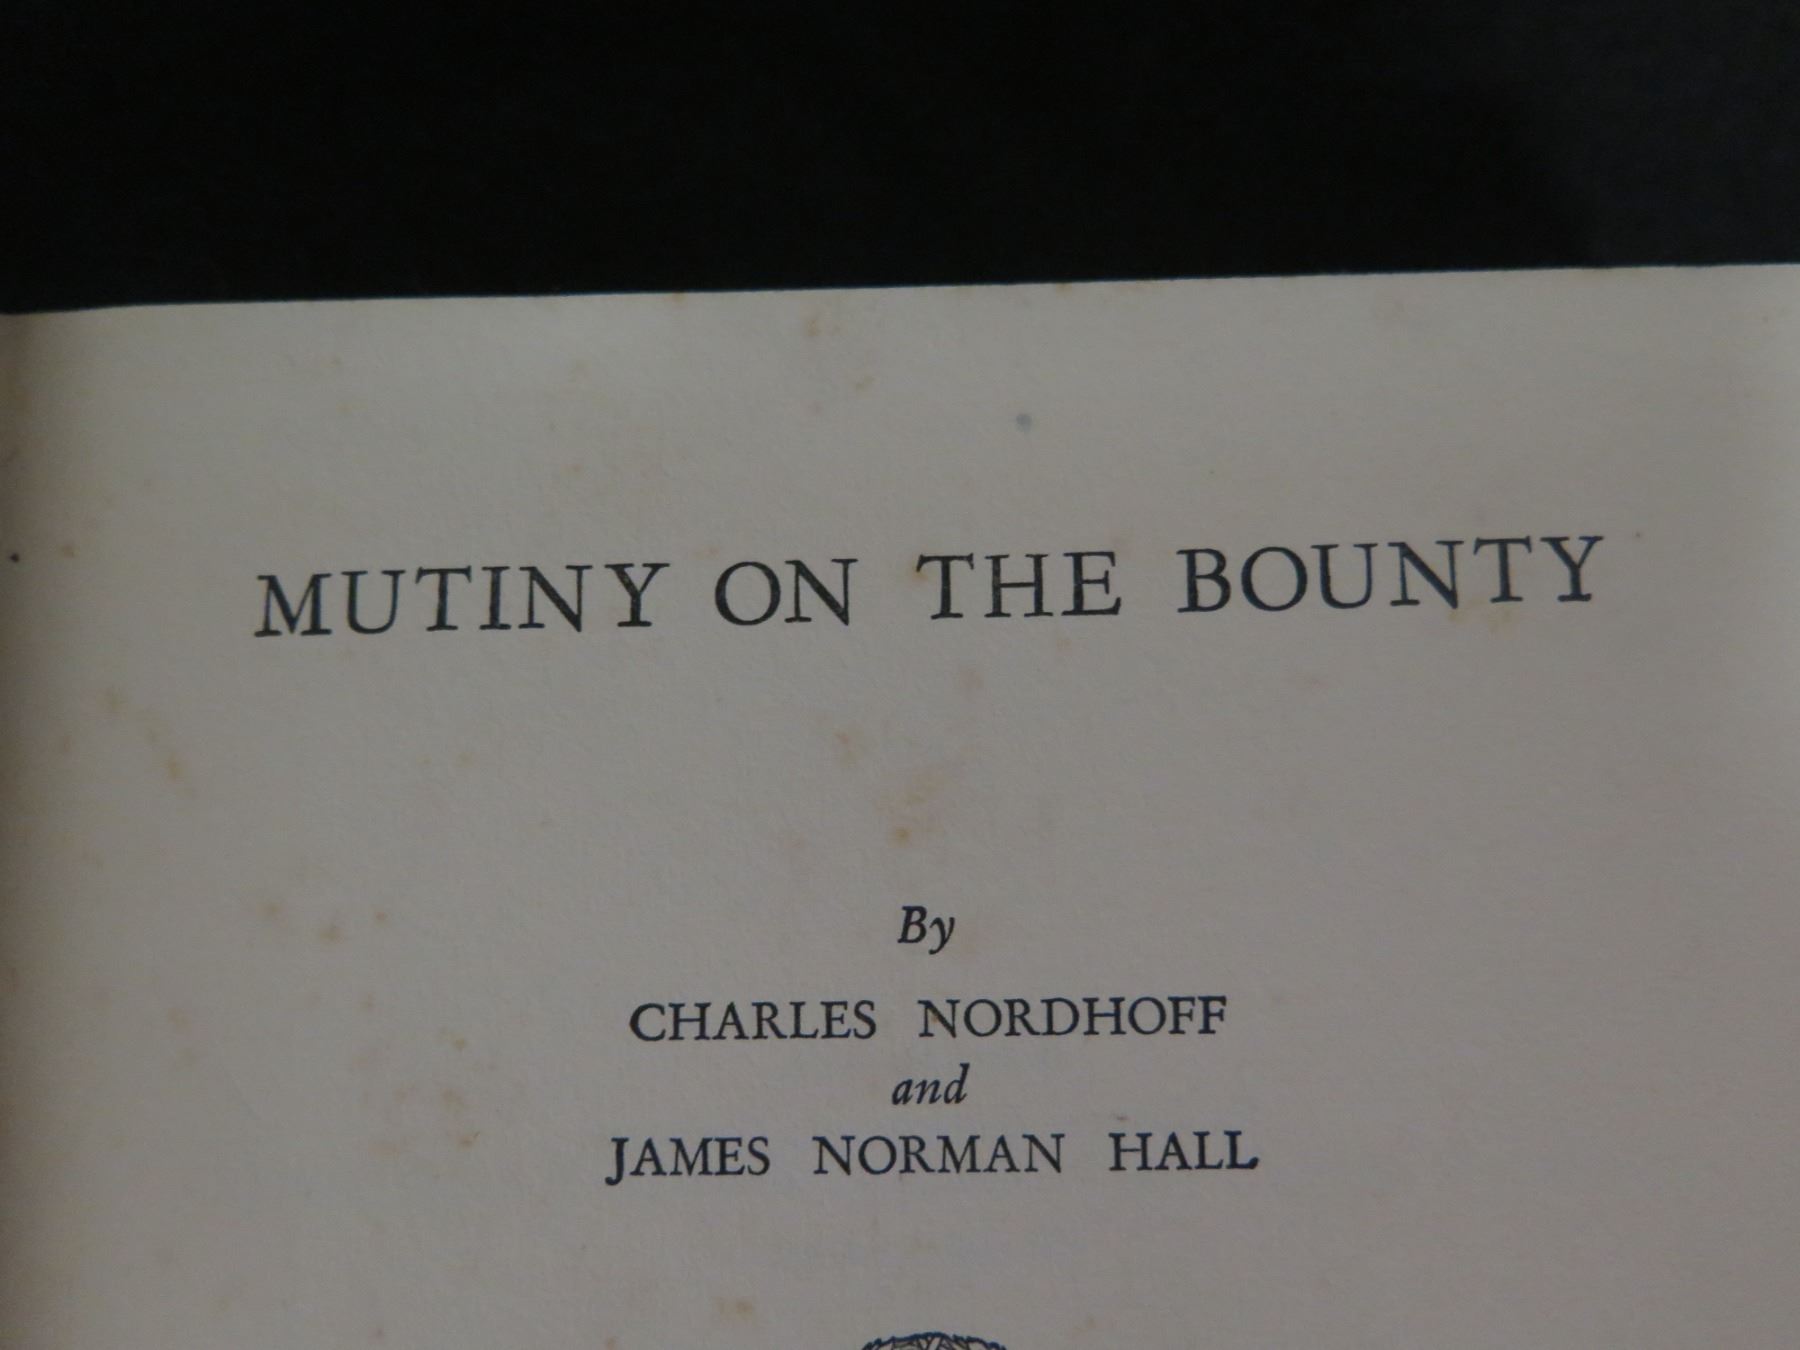 MUTINY ON THE BOUNTY
By
CHARLES NORDHOFF
and
JAMES NORMAN HALL